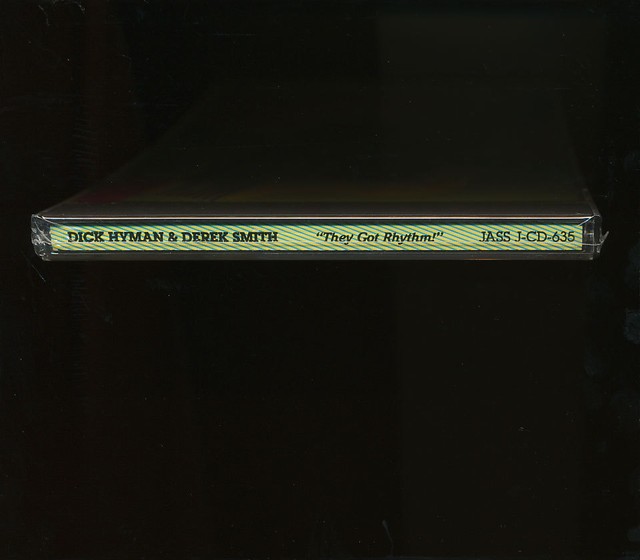 DICK HYMAN & DEREK SMITH "They Got Rhythm!" JASS J-CD-635